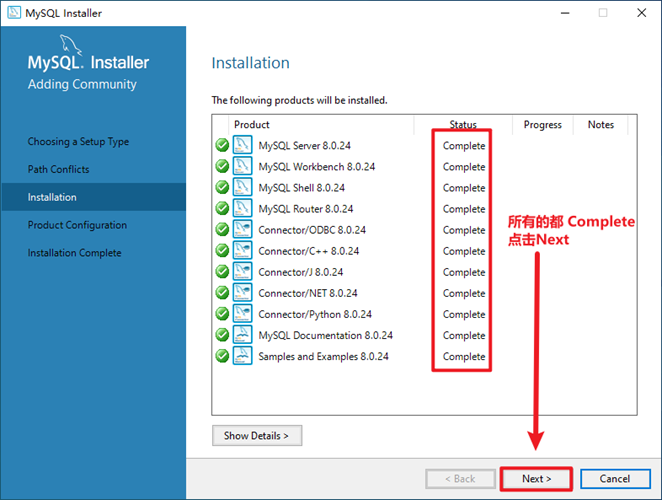 MySQL Installer
MySQL. Installer
Adding Community
Choosing a Setup Type
Path Conflicts
Installation
Product Configuration
Installation Complete
Installation
The following products will be installed.
Product Status Progress Notes
MySQL Server 8.0.24 Complete
MySQL Workbench 8.0.24 Complete
MySQL Shell 8.0.24 Complete
MySQL Router 8.0.24 Complete
Connector/ODBC 8.0.24 Complete
Connector/C++ 8.0.24 Complete
Connector/J 8.0.24 Complete
Connector/NET 8.0.24 Complete
Connector/Python 8.0.24 Complete
MySQL Documentation 8.0.24 Complete
Samples and Examples 8.0.24 Complete
所有的都 Complete
点击Next
Show Details >
< Back Next > Cancel